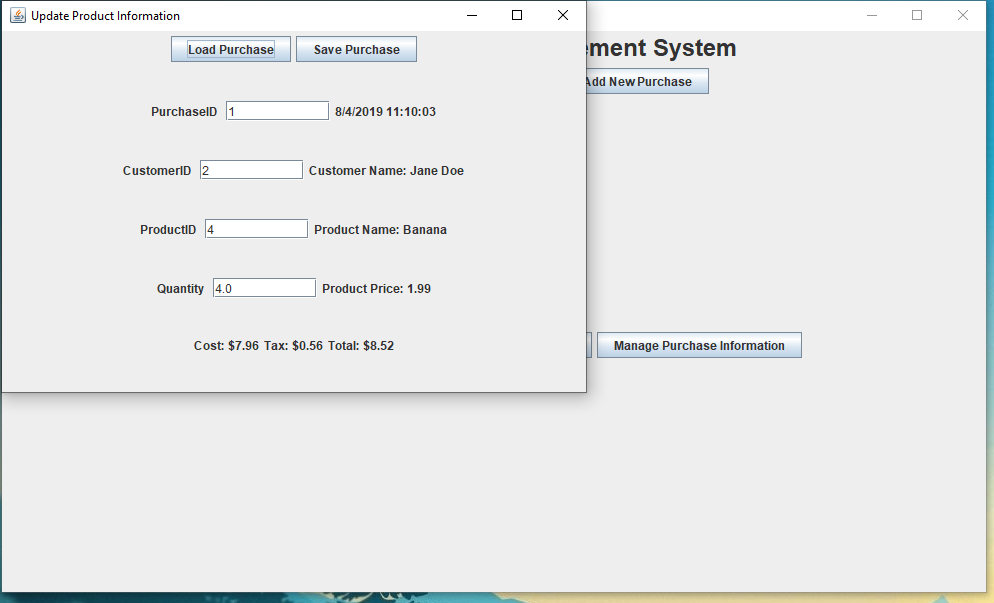 Update Product Information
Load Purchase Save Purchase
PurchaseID 1 8/4/2019 11:10:03
CustomerID 2 Customer Name: Jane Doe
ProductID 4 Product Name: Banana
Quantity 4.0 Product Price: 1.99
Cost: $7.96 Tax: $0.56 Total: $8.52
ement System
Add New Purchase
Manage Purchase Information